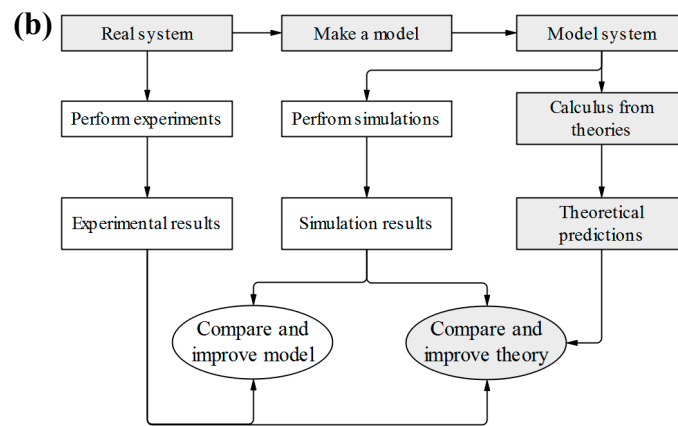 (b)
Real system
Make a model
Model system
Perform experiments
Perfrom simulations
Calculus from
theories
Experimental results
Simulation results
Theoretical
predictions
Compare and
improve model
Compare and
improve theory